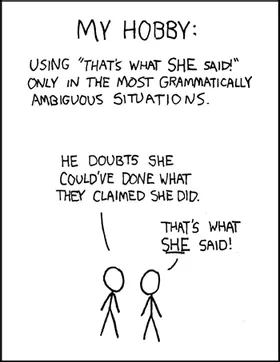 MY HOBBY:
USING "THAT'S WHAT SHE SAID!"
ONLY IN THE MOST GRAMMATICALLY
AMBIGUOUS SITUATIONS.
HE DOUBTS SHE
COULD'VE DONE WHAT
THEY CLAIMED SHE DID.
THAT'S WHAT
SHE SAID!